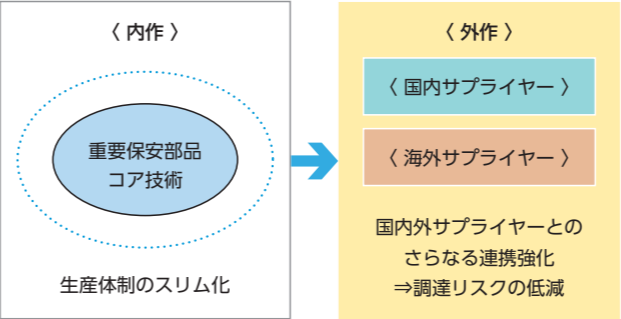 〈 内作 〉
重要保安部品
コア技術
生産体制のスリム化
〈 外作 〉
〈 国内サプライヤー 〉
〈 海外サプライヤー 〉
国内外サプライヤーとの
さらなる連携強化
⇒調達リスクの低減